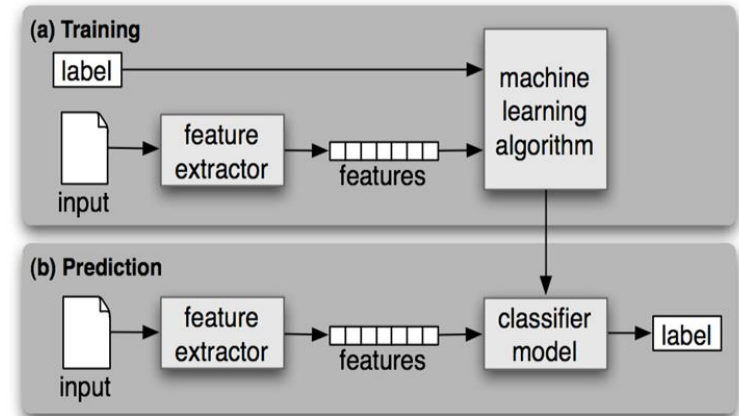 (a) Training
label
machine
learning
algorithm
feature
extractor
features
input
(b) Prediction
feature
extractor
features
classifier
model
label
input